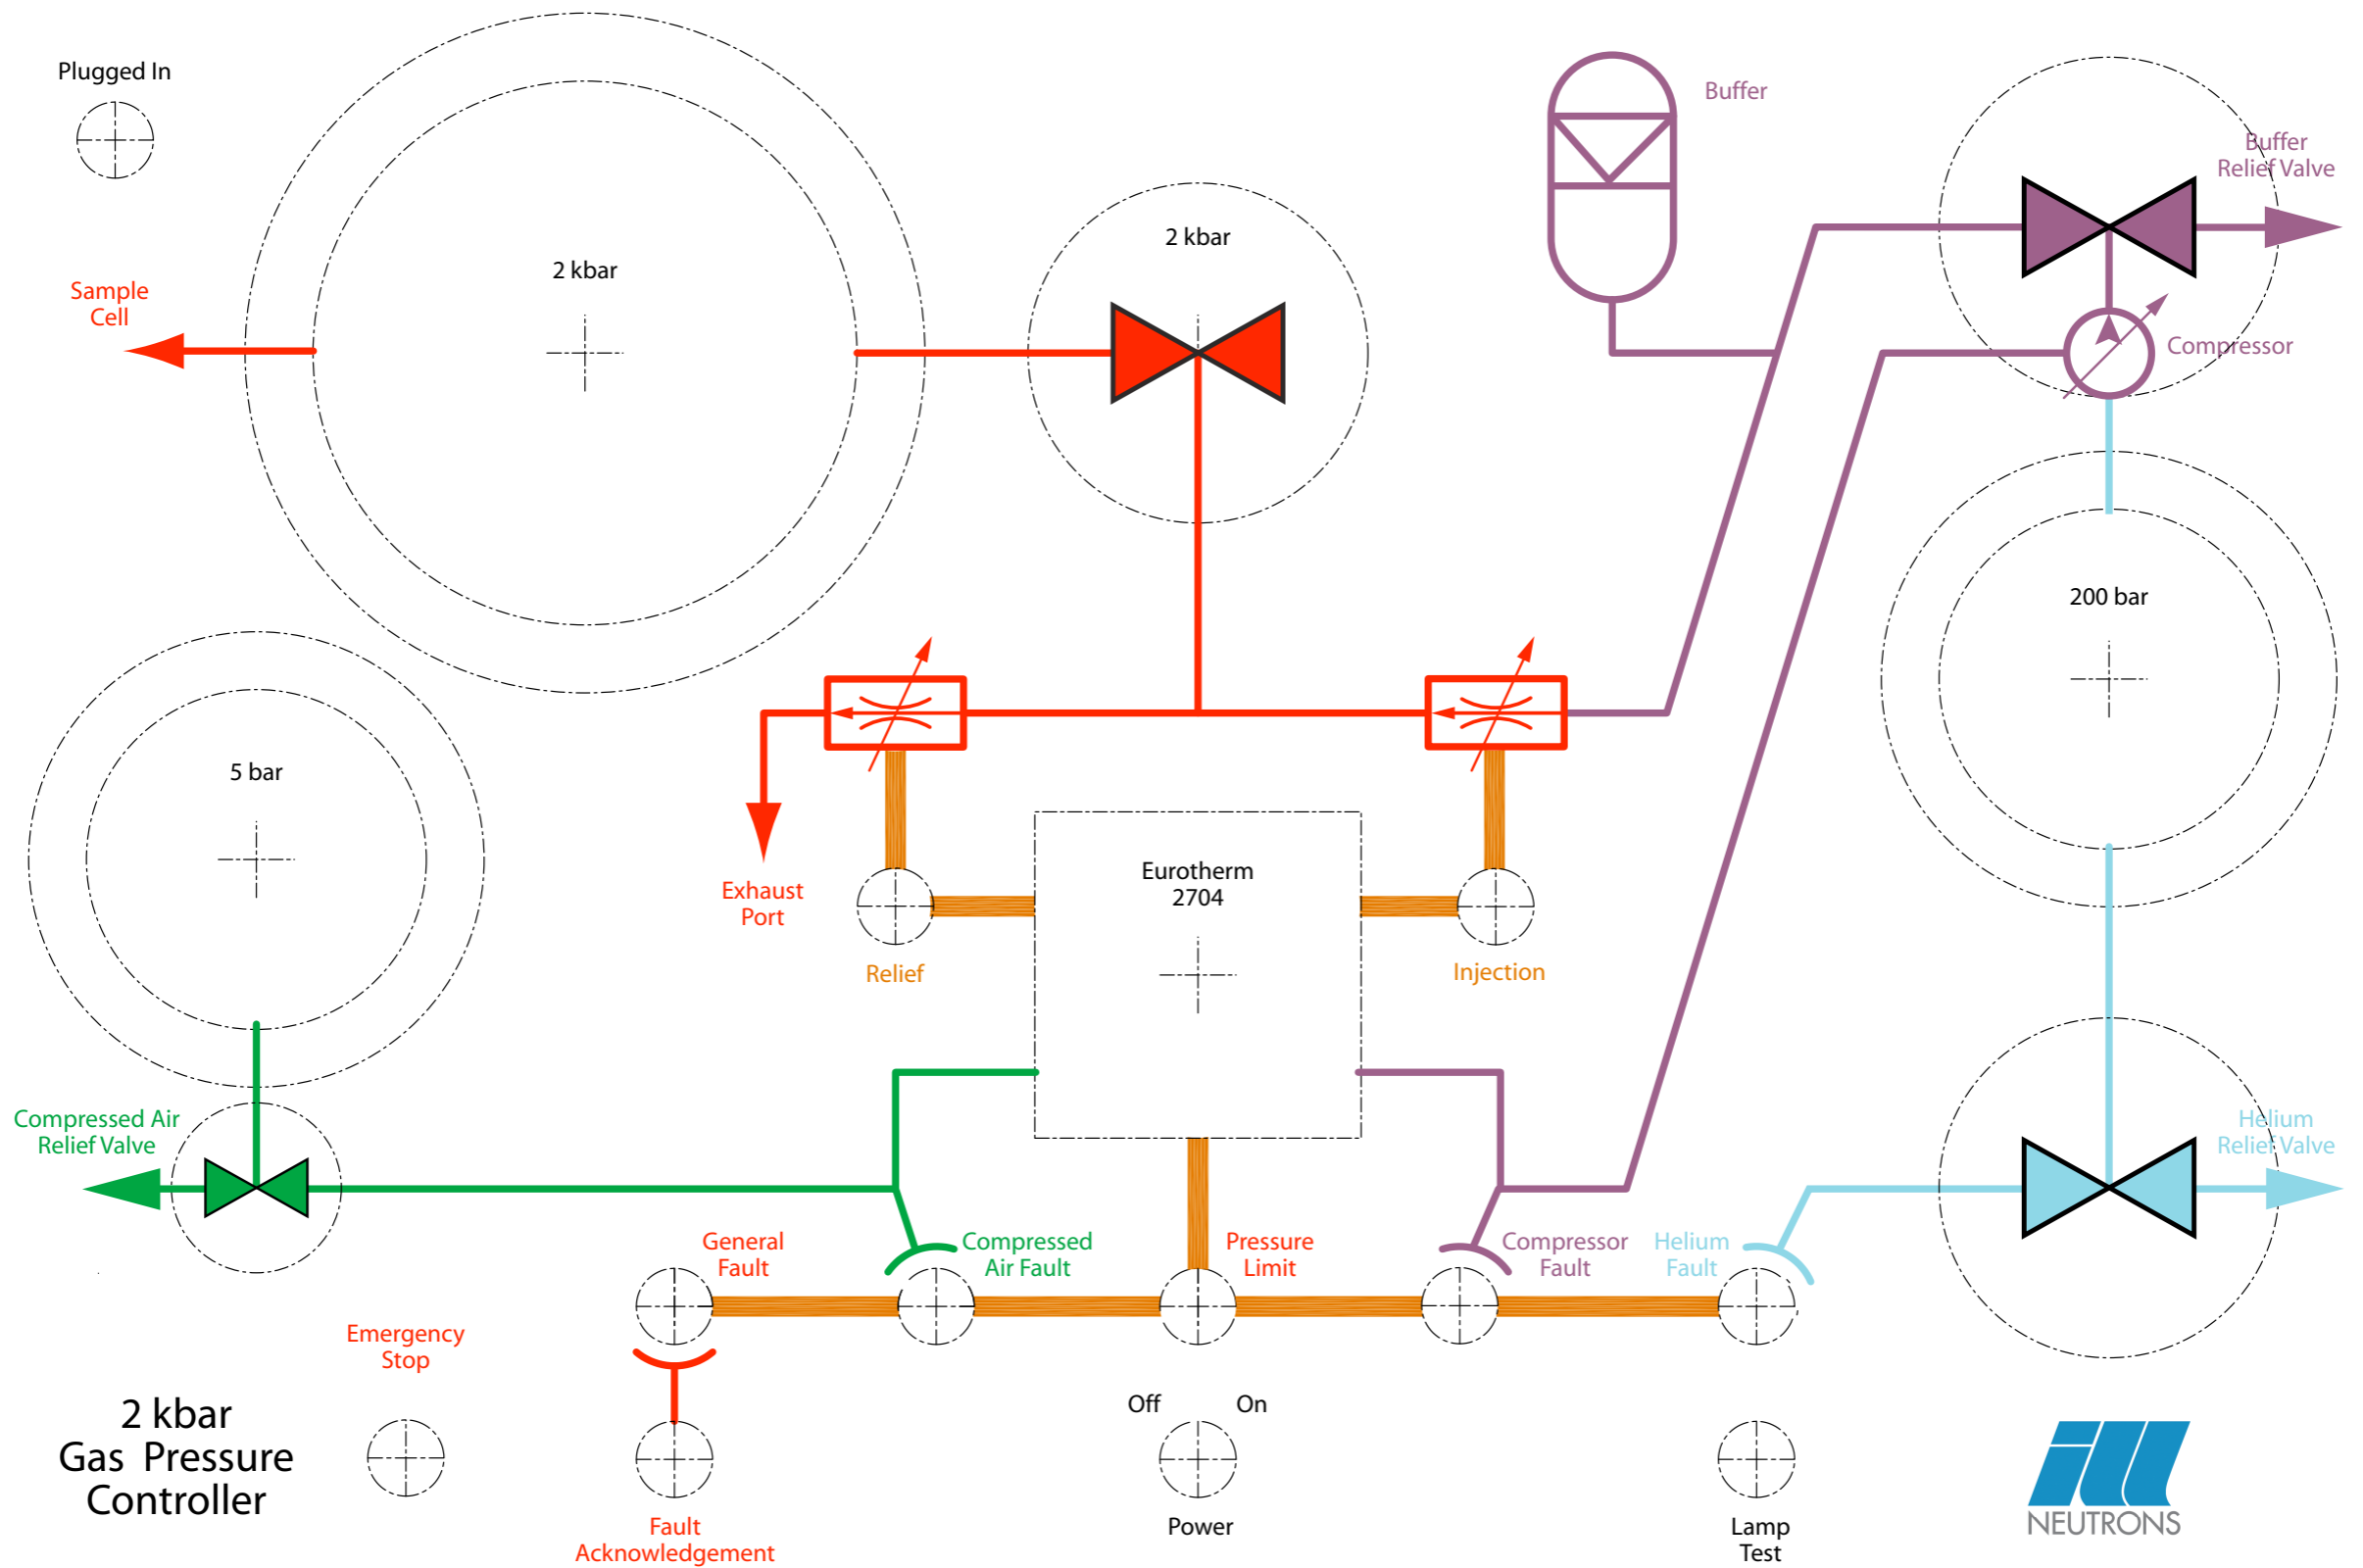 Plugged In
Buffer
Buffer
Relief Valve
2 kbar
2 kbar
Sample
Cell
Compressor
200 bar
5 bar
Eurotherm
2704
Exhaust
Port
Relief
Injection
Compressed Air
Relief Valve
Helium
Relief Valve
General
Fault
Compressed
Air Fault
Pressure
Limit
Compressor
Fault
Helium
Fault
Emergency
Stop
2 kbar
Gas Pressure
Controller
Off
On
Fault
Acknowledgement
Power
Lamp
Test
ill
NEUTRONS